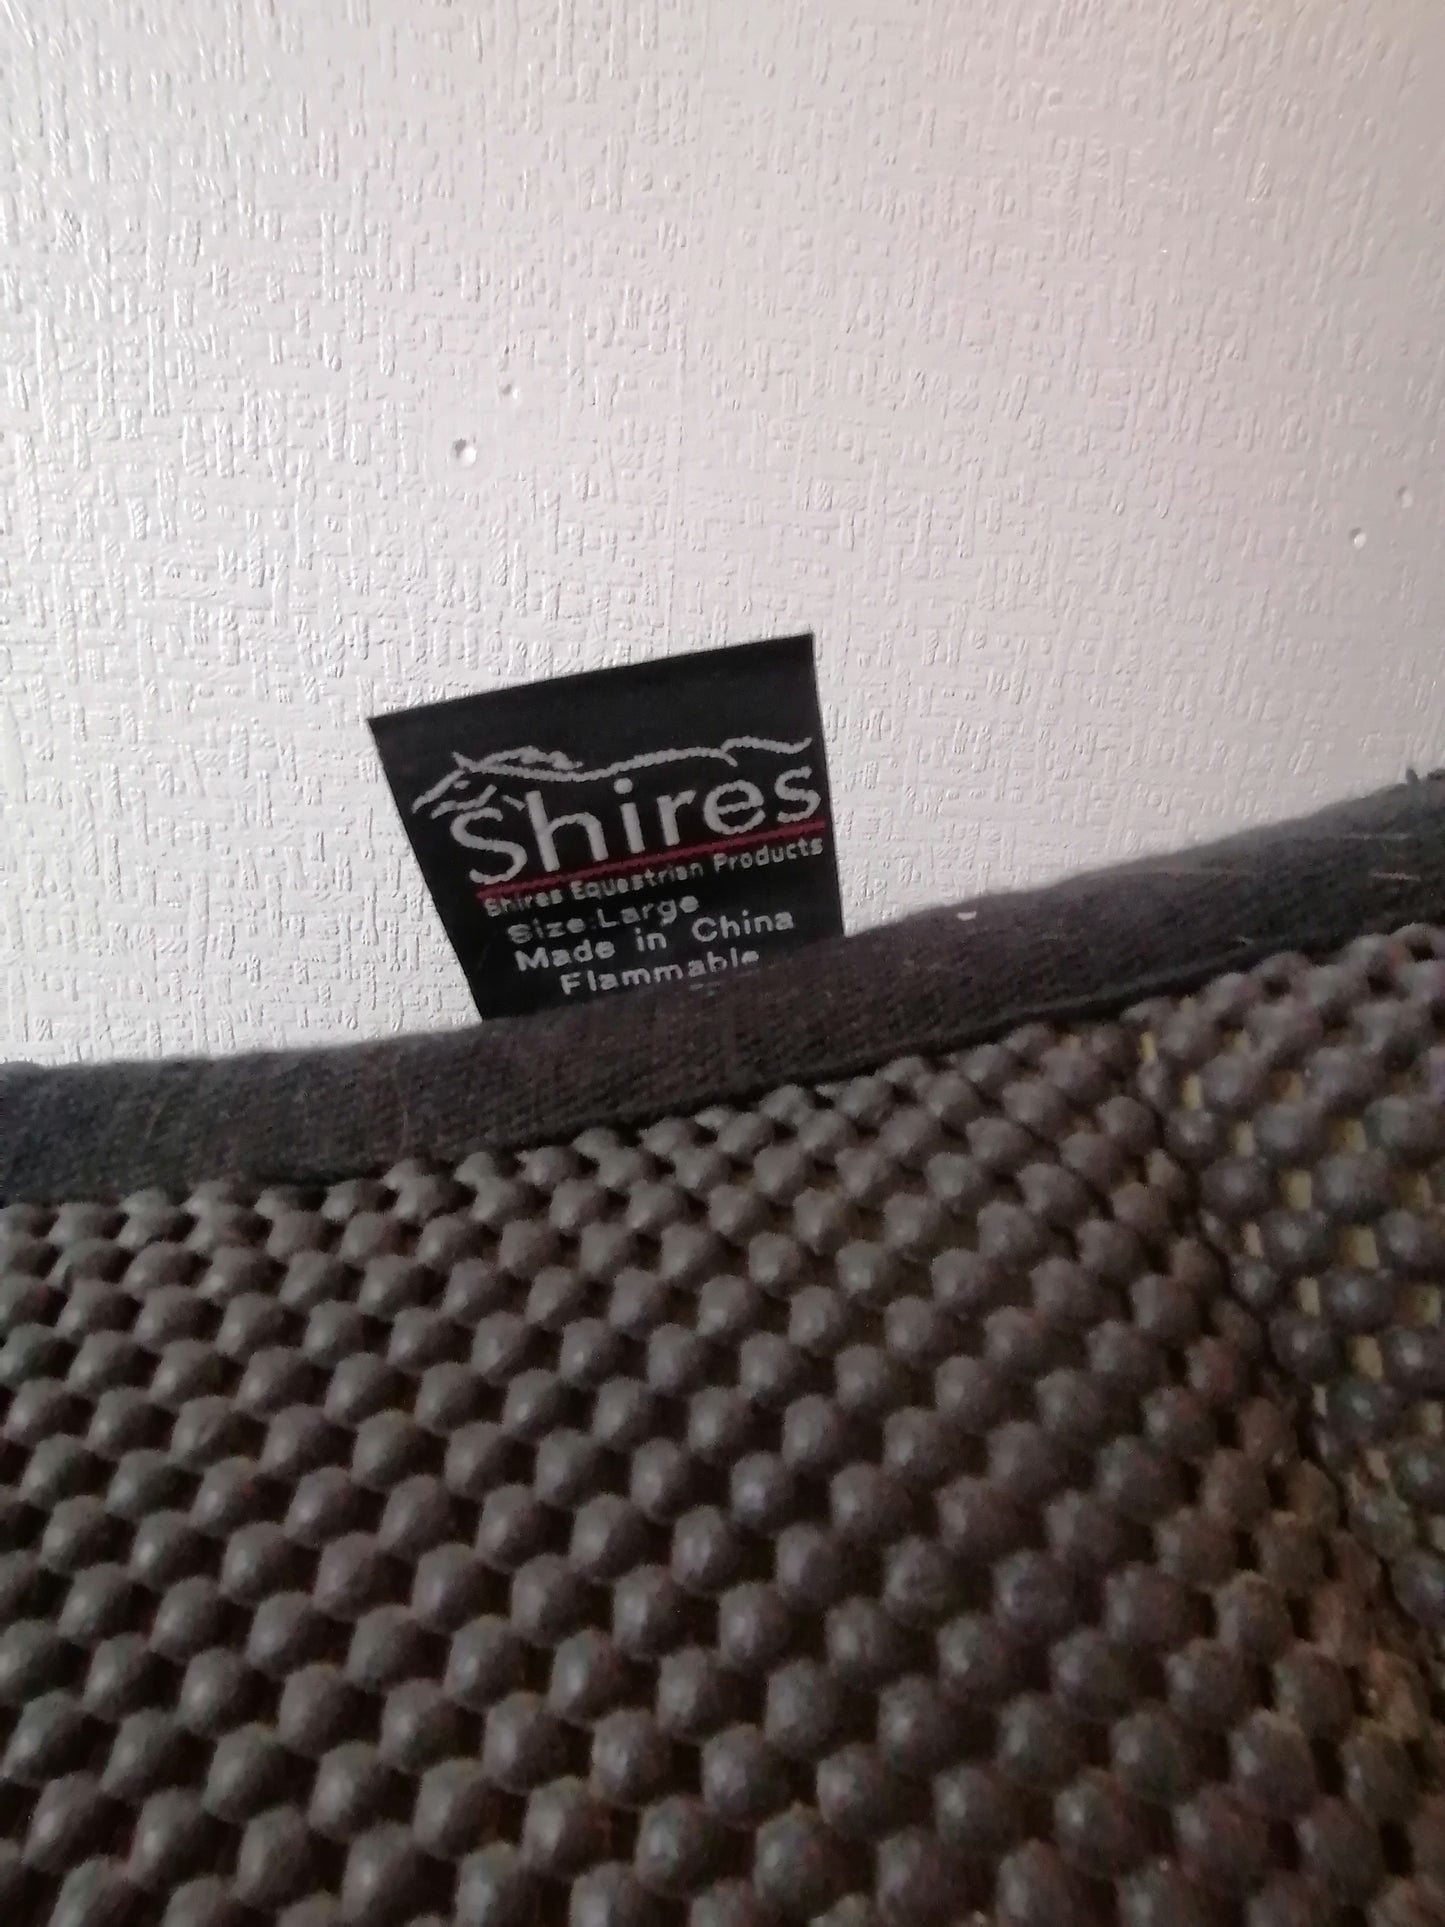 Shires
Shires Equestrian Products
Size:Large
Made in China
Flammable